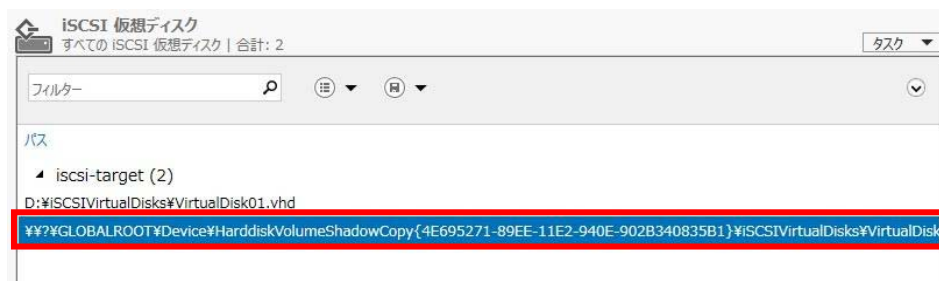 iSCSI 仮想ディスク
すべての iSCSI 仮想ディスク | 合計: 2
タスク
フィルター
パス
iscsi-target (2)
D:¥iSCSIVirtualDisks¥VirtualDisk01.vhd
¥¥?¥GLOBALROOT¥Device¥HarddiskVolumeShadowCopy{4E695271-89EE-11E2-940E-902B340835B1}¥iSCSIVirtualDisks¥VirtualDisk